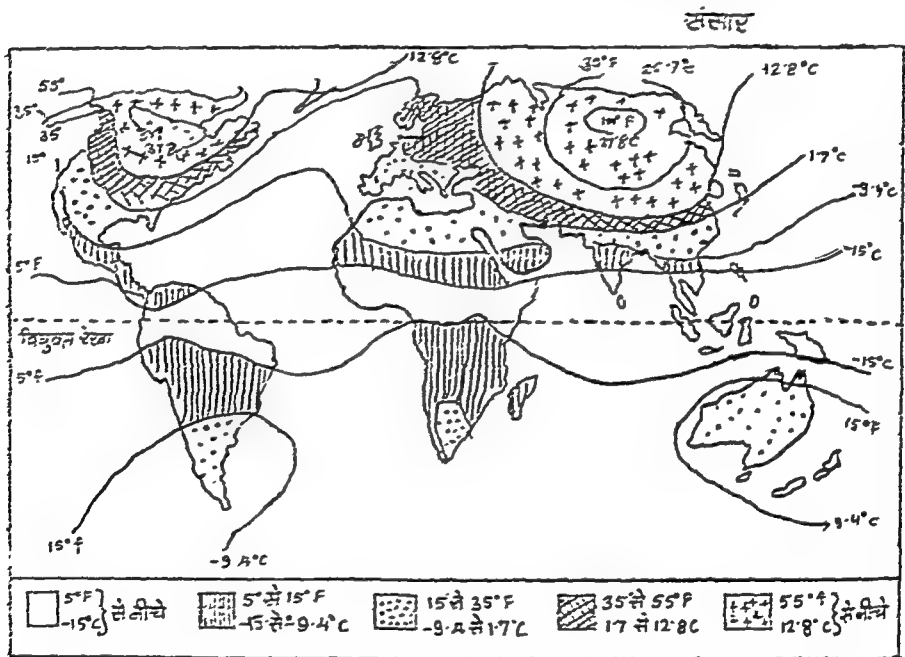 संसार
12.8°C
35°F
26.7°C
12.8°C
55°
35°
35
15°
1.7°C
-9.4°C
5°F
-15°C
विषुवत रेखा
5°f
-15°C
15°F
15°f
-9.4°C
9.4°C
5°F
-15°C
से नीचे
5° से 15°F
-15 से -9.4°C
15 से 35°F
-9.4 से 1.7°C
35 से 55°F
1.7 से 12.8C
55°f
12.8°C
से नीचे